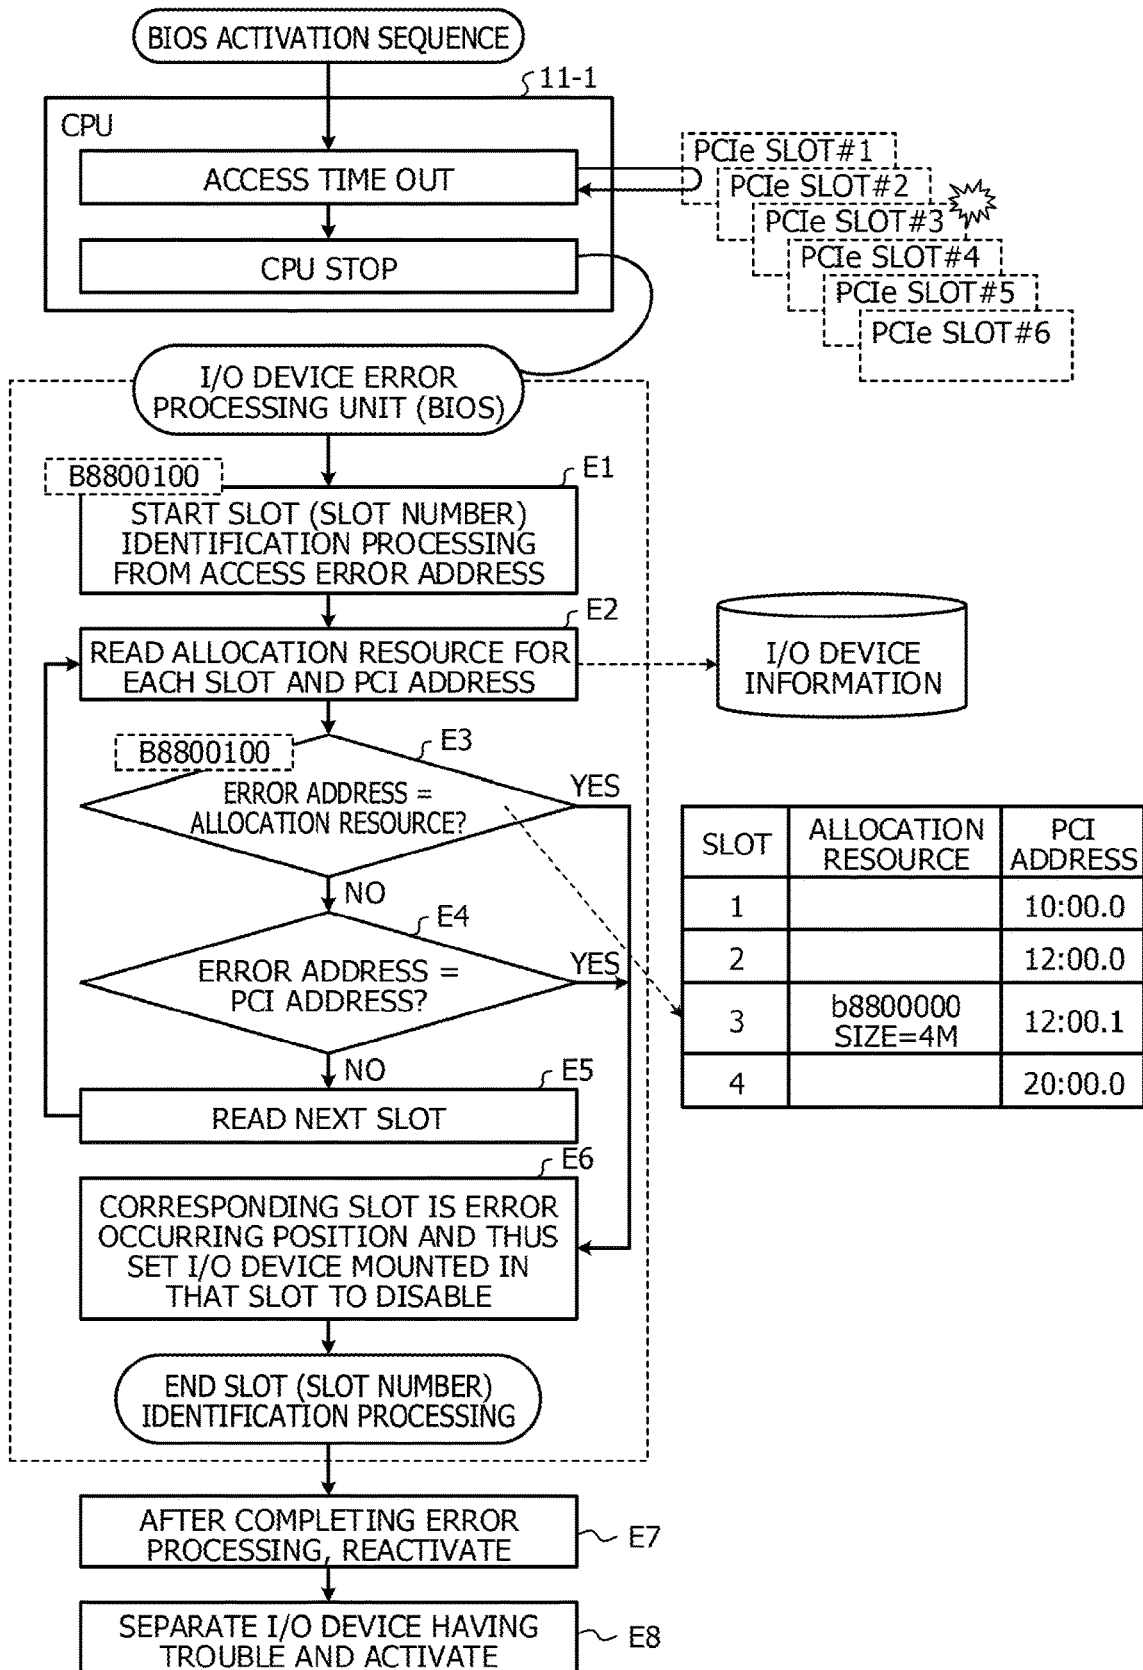 BIOS ACTIVATION SEQUENCE
11-1
CPU
ACCESS TIME OUT
CPU STOP
PCIe SLOT#1
PCIe SLOT#2
PCIe SLOT#3
PCIe SLOT#4
PCIe SLOT#5
PCIe SLOT#6
I/O DEVICE ERROR
PROCESSING UNIT (BIOS)
B8800100
E1
START SLOT (SLOT NUMBER)
IDENTIFICATION PROCESSING
FROM ACCESS ERROR ADDRESS
E2
READ ALLOCATION RESOURCE FOR
EACH SLOT AND PCI ADDRESS
I/O DEVICE
INFORMATION
B8800100
E3
ERROR ADDRESS =
ALLOCATION RESOURCE?
YES
NO
E4
ERROR ADDRESS =
PCI ADDRESS?
YES
NO
SLOT ALLOCATION RESOURCE PCI ADDRESS
1 10:00.0
2 12:00.0
3 b8800000 SIZE=4M 12:00.1
4 20:00.0
E5
READ NEXT SLOT
E6
CORRESPONDING SLOT IS ERROR
OCCURRING POSITION AND THUS
SET I/O DEVICE MOUNTED IN
THAT SLOT TO DISABLE
END SLOT (SLOT NUMBER)
IDENTIFICATION PROCESSING
AFTER COMPLETING ERROR
PROCESSING, REACTIVATE
E7
SEPARATE I/O DEVICE HAVING
TROUBLE AND ACTIVATE
E8